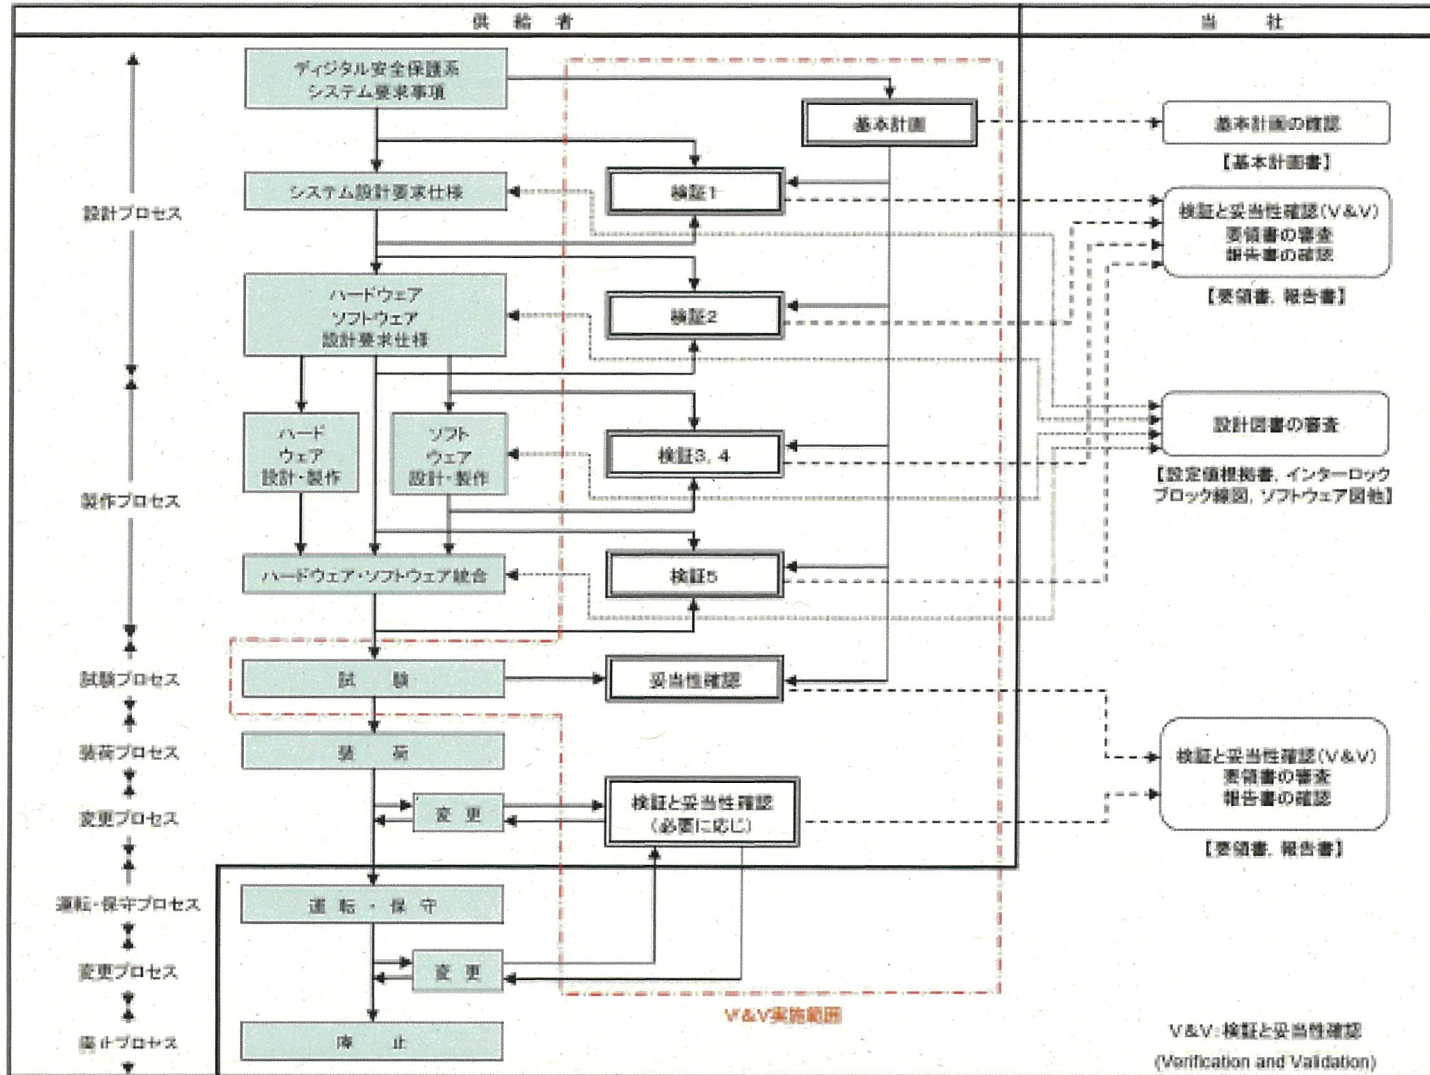 供給者
当社
ディジタル安全保護系
システム要求事項
基本計画
基本計画の確認
【基本計画書】
システム設計要求仕様
検証1
検証と妥当性確認(V&V)
要領書の審査
報告書の確認
【要領書, 報告書】
設計プロセス
ハードウェア
ソフトウェア
設計要求仕様
検証2
ハード
ウェア
設計・製作
ソフト
ウェア
設計・製作
検証3, 4
設計図書の審査
【設定値根拠書, インターロック
ブロック線図, ソフトウェア図他】
製作プロセス
ハードウェア・ソフトウェア統合
検証5
試験プロセス
試験
妥当性確認
装荷プロセス
装荷
検証と妥当性確認(V&V)
要領書の審査
報告書の確認
【要領書, 報告書】
変更プロセス
変更
検証と妥当性確認
(必要に応じ)
運転・保守プロセス
運転・保守
変更プロセス
変更
V&V実施範囲
廃止プロセス
廃止
V&V:検証と妥当性確認
(Verification and Validation)